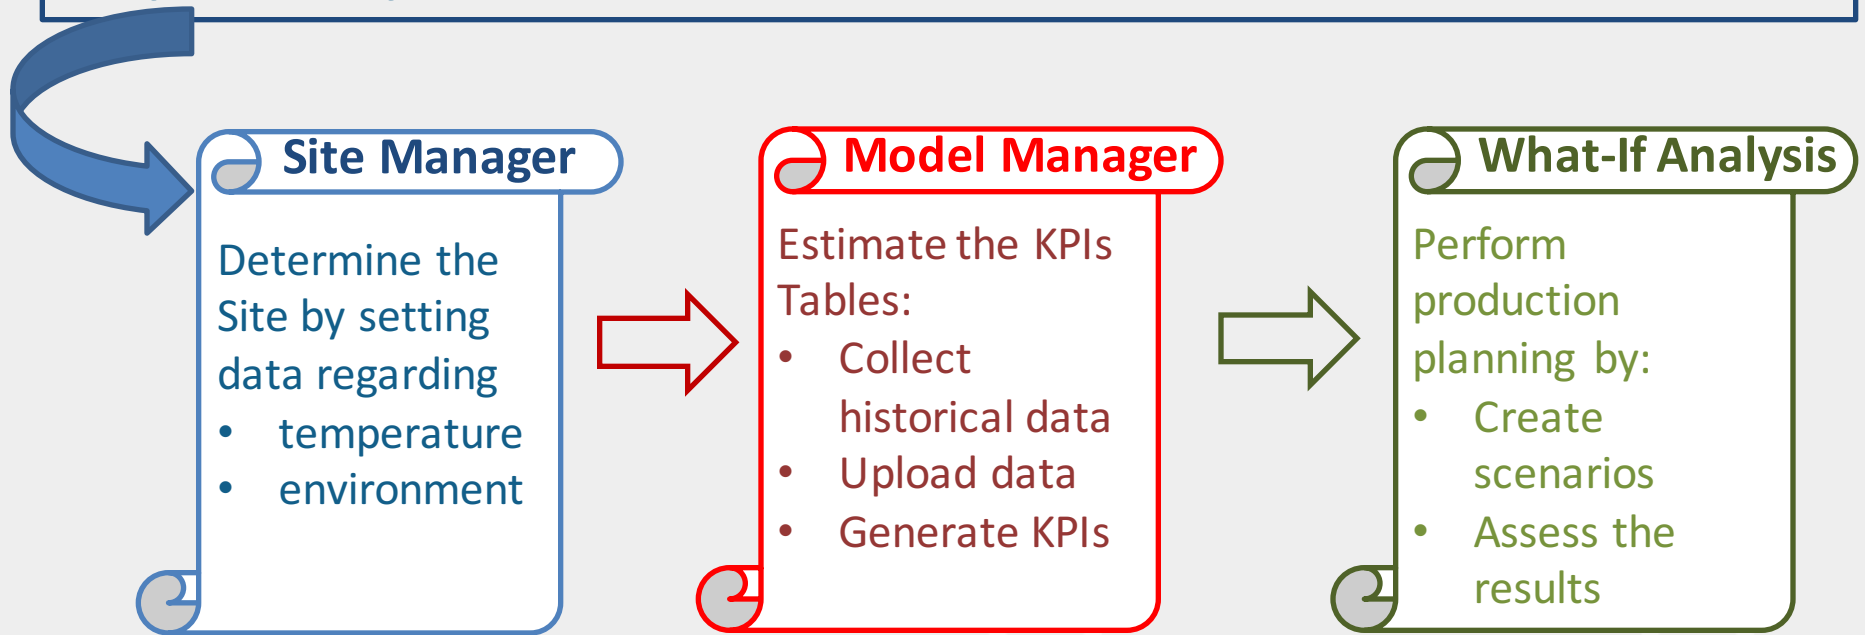 Site Manager
Determine the
Site by setting
data regarding
• temperature
• environment
Model Manager
Estimate the KPIs
Tables:
• Collect
historical data
• Upload data
• Generate KPIs
What-If Analysis
Perform
production
planning by:
• Create
scenarios
• Assess the
results